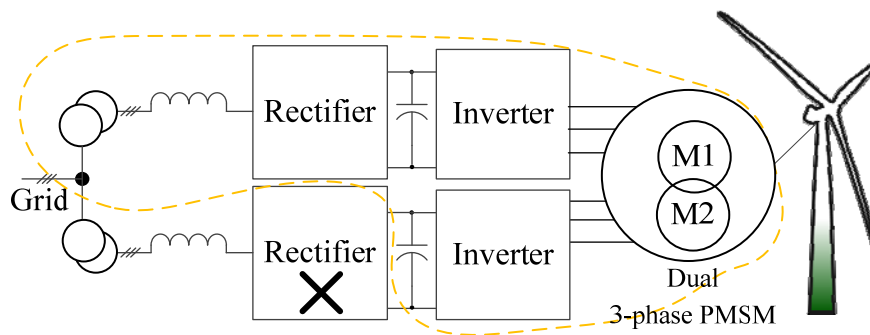 Rectifier
Inverter
M1
Grid
M2
Rectifier
Inverter
Dual
3-phase PMSM